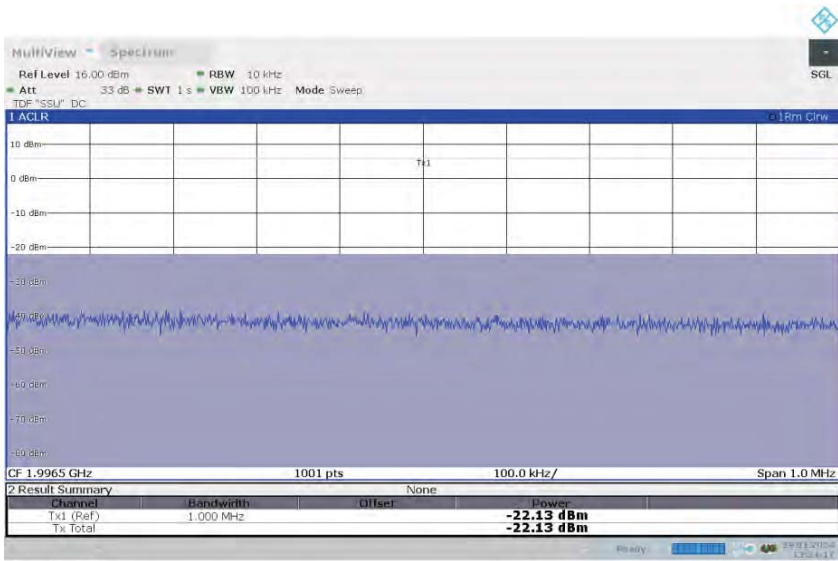 MultiView Spectrum
Ref Level 16.00 dBm RBW 10 kHz
SGL
Att 33 dB SWT 1 s VBW 100 kHz Mode Sweep
TDF "SSU" DC
1 ACLR 1Rm Clrw
10 dBm
Tx1
0 dBm
-10 dBm
-20 dBm
-30 dBm
-40 dBm
-50 dBm
-60 dBm
-70 dBm
-80 dBm
CF 1.9965 GHz 1001 pts 100.0 kHz/ Span 1.0 MHz
2 Result Summary None
Channel Bandwidth Offset Power
Tx1 (Ref) 1.000 MHz -22.13 dBm
Tx Total -22.13 dBm
Ready